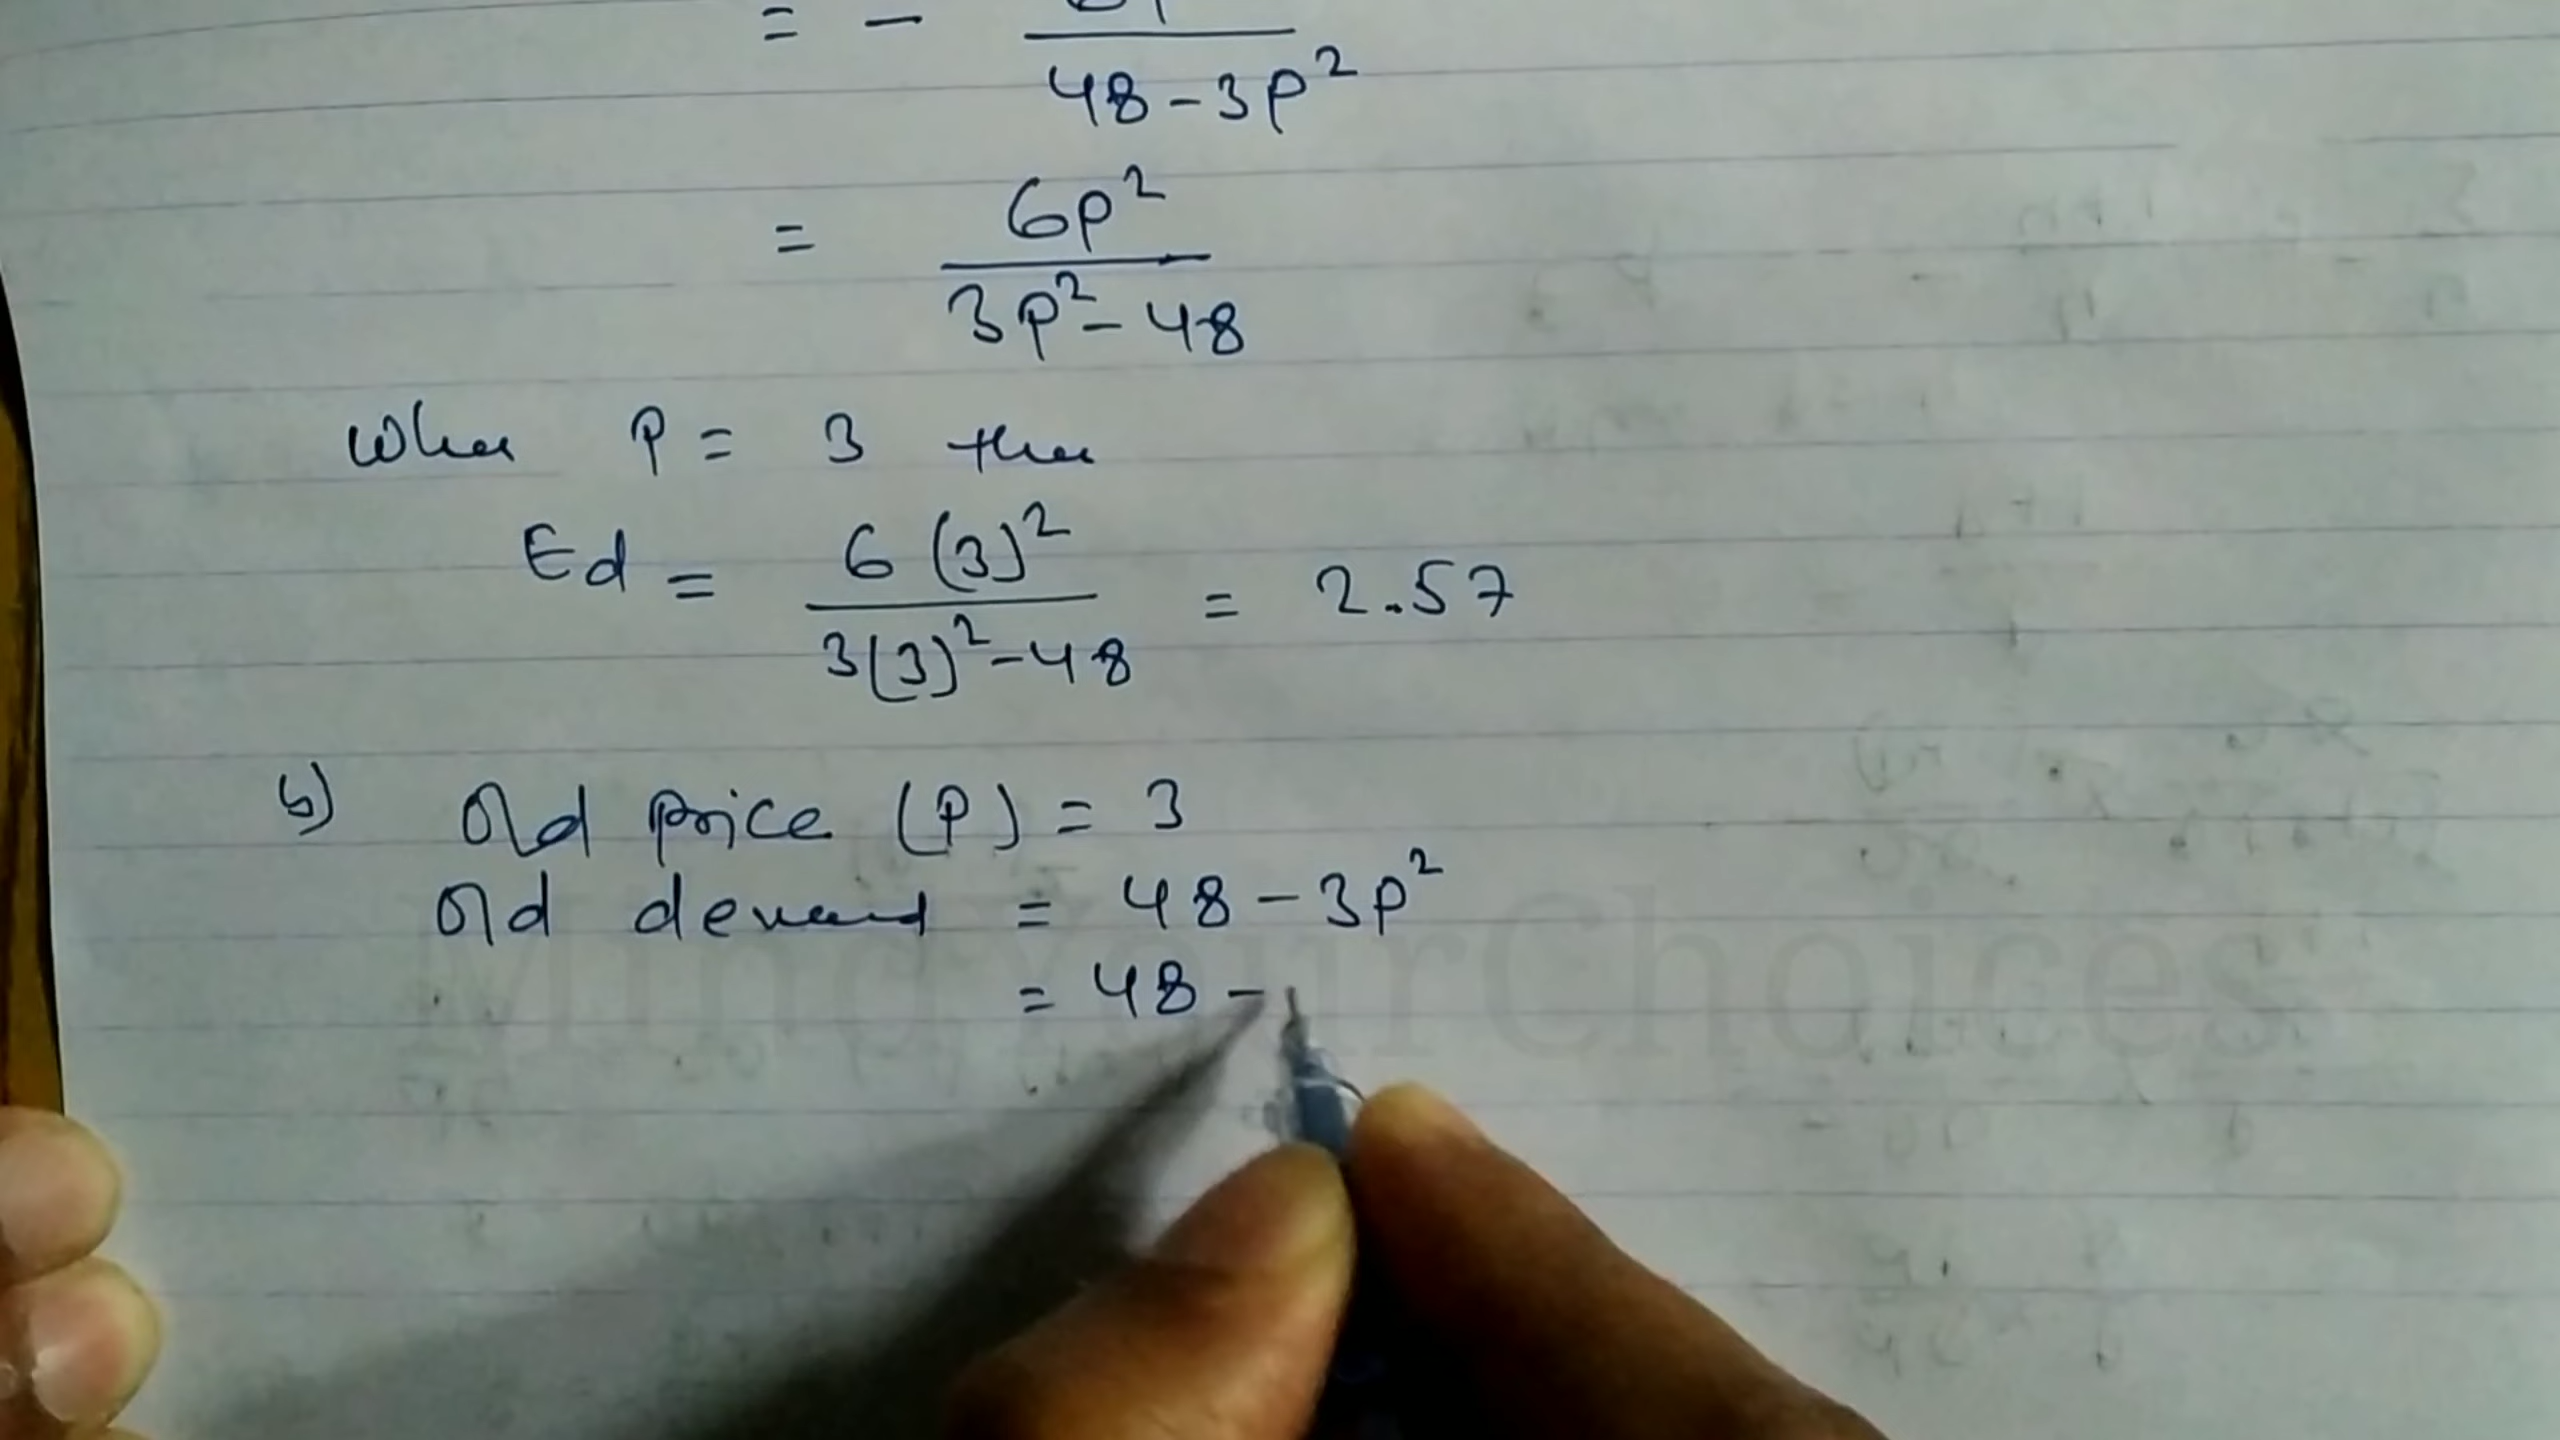 = -
48 - 3p²
= 6p² / 3p² - 48
When P = 3 then
Ed = 6 (3)² / 3(3)² - 48 = 2.57
b) Old price (P) = 3
Old demand = 48 - 3p²
= 48 -
MindYourChoices